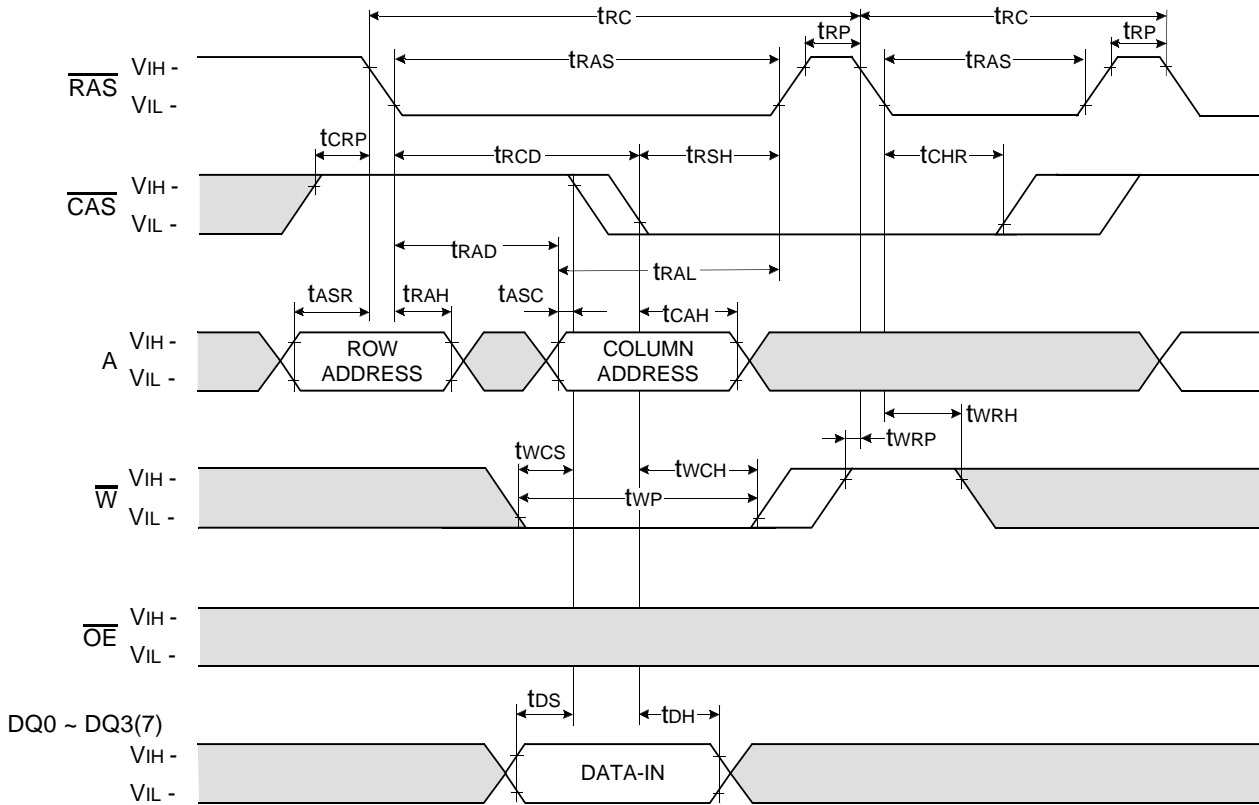 tRC tRC
tRP tRP
tRAS tRAS
RAS VIH -
VIL -
tCRP tRCD tRSH tCHR
CAS VIH -
VIL -
tRAD
tRAL
tASR tRAH tASC tCAH
A VIH -
VIL -
ROW ADDRESS
COLUMN ADDRESS
tWRH
tWRP
tWCS tWCH
tWP
W VIH -
VIL -
OE VIH -
VIL -
tDS tDH
DQ0 ~ DQ3(7)
VIH -
VIL -
DATA-IN